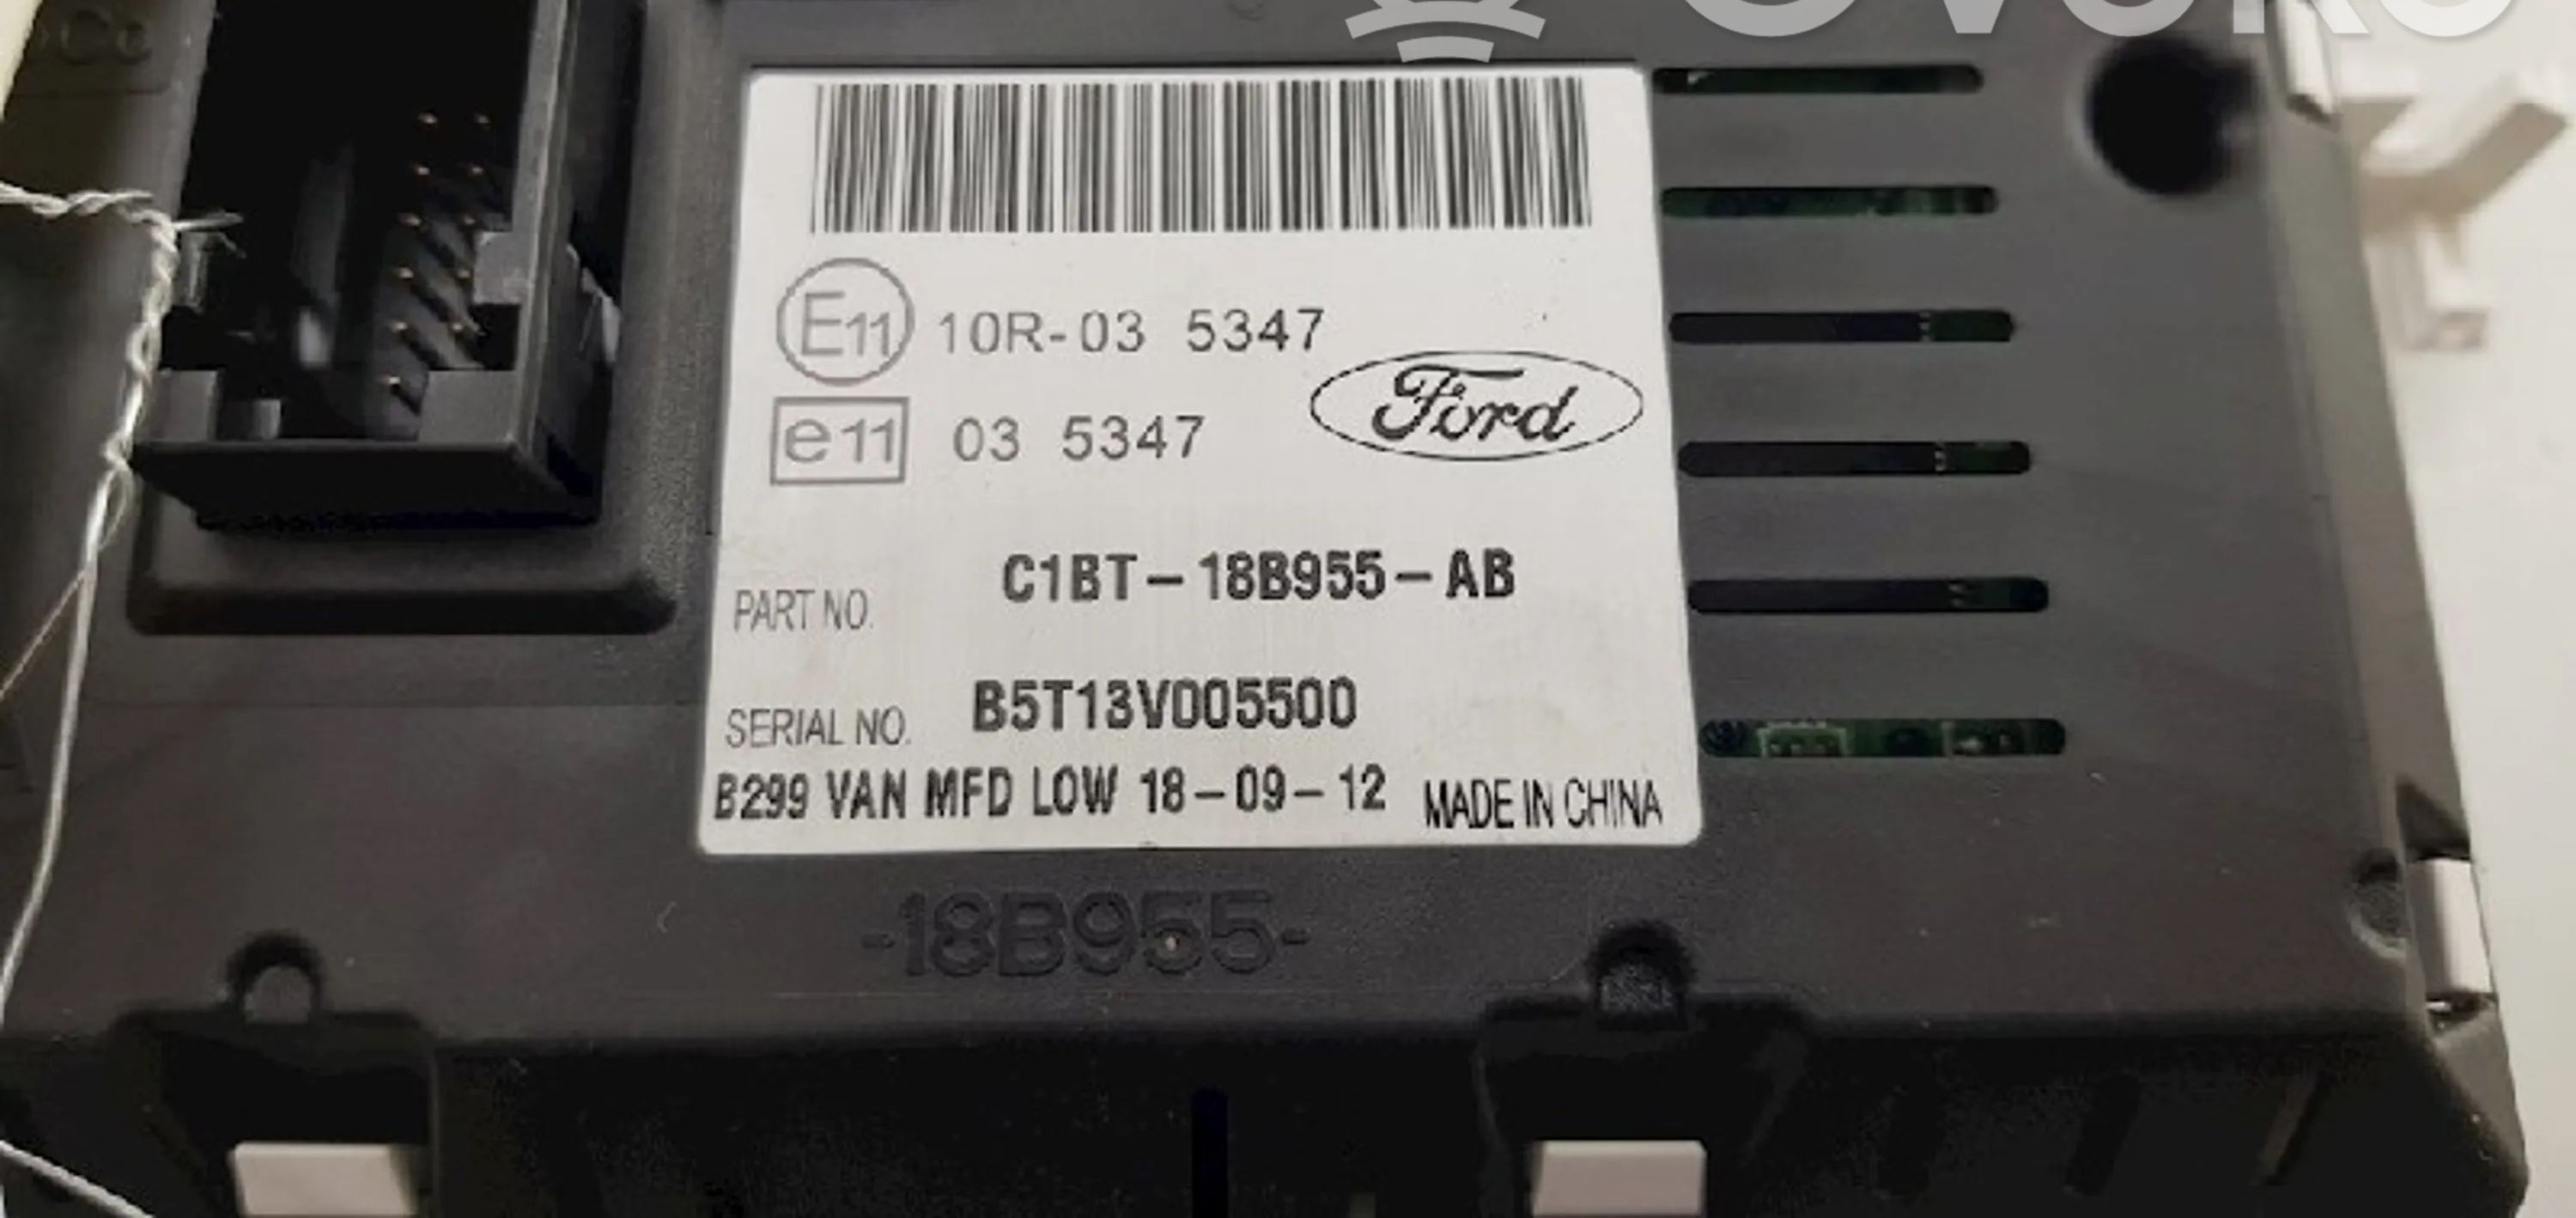 E11 10R-03 5347
Ford
e11 03 5347
PART NO. C1BT-18B955-AB
SERIAL NO. B5T13V005500
B299 VAN MFD LOW 18-09-12 MADE IN CHINA
-18B955-